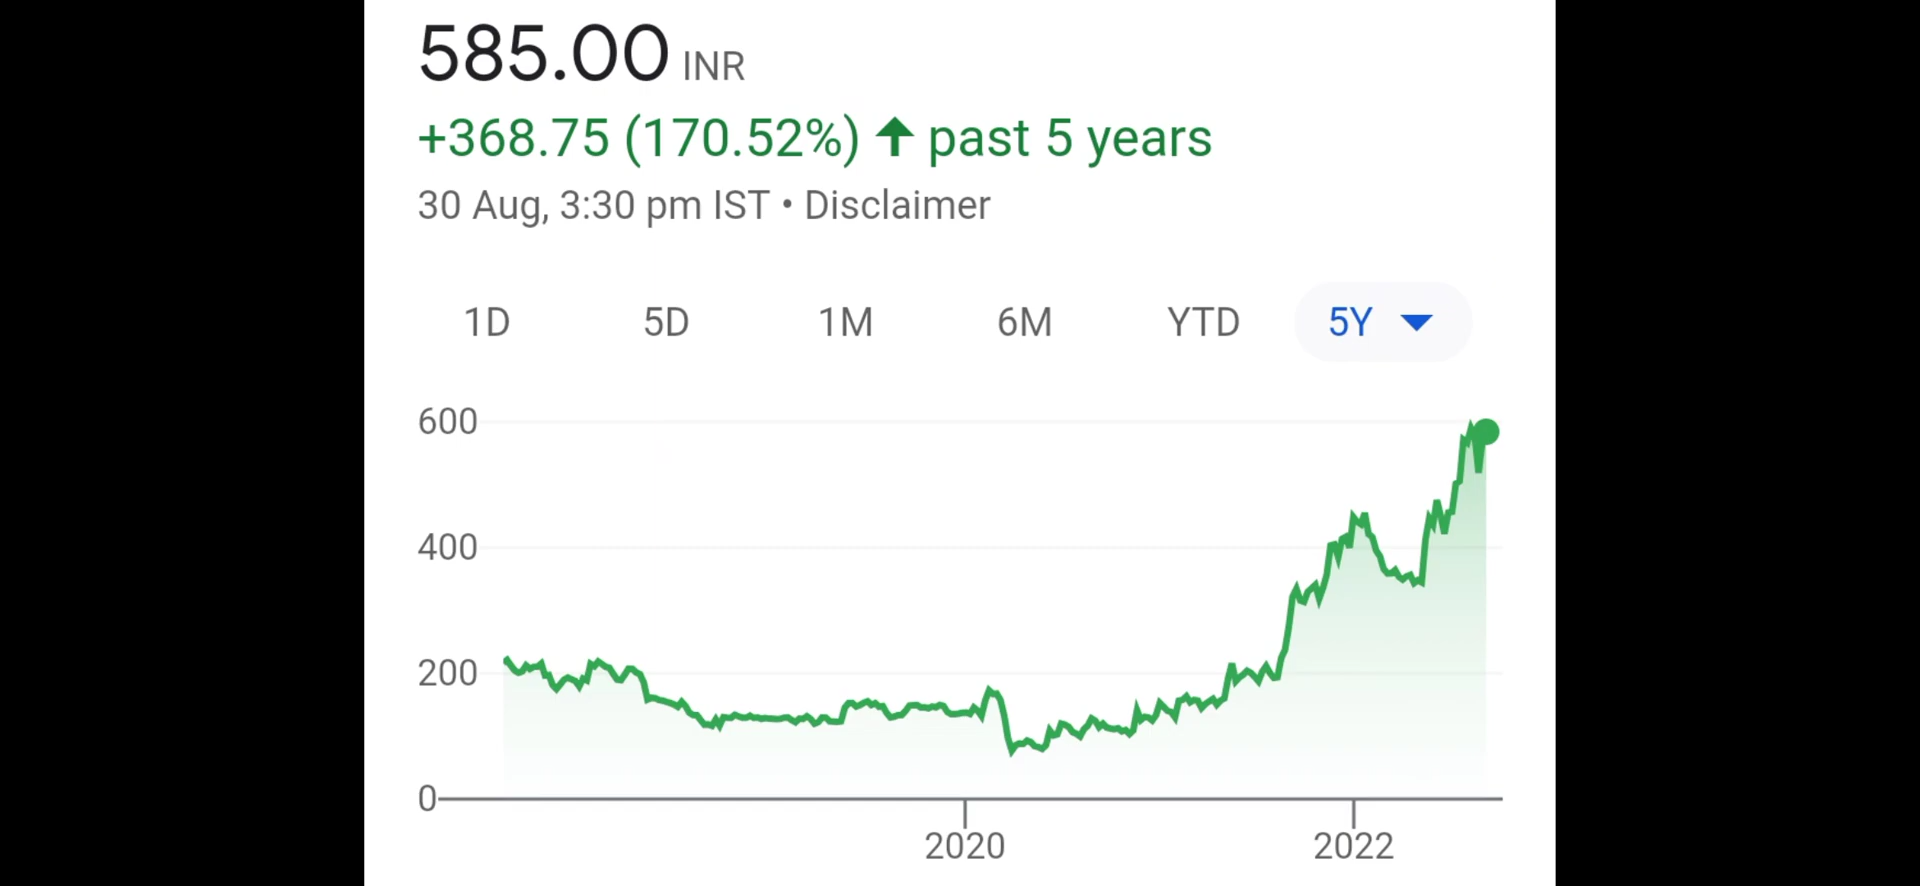 585.00 INR
+368.75 (170.52%) ↑ past 5 years
30 Aug, 3:30 pm IST • Disclaimer
1D 5D 1M 6M YTD 5Y
600
400
200
0
2020 2022